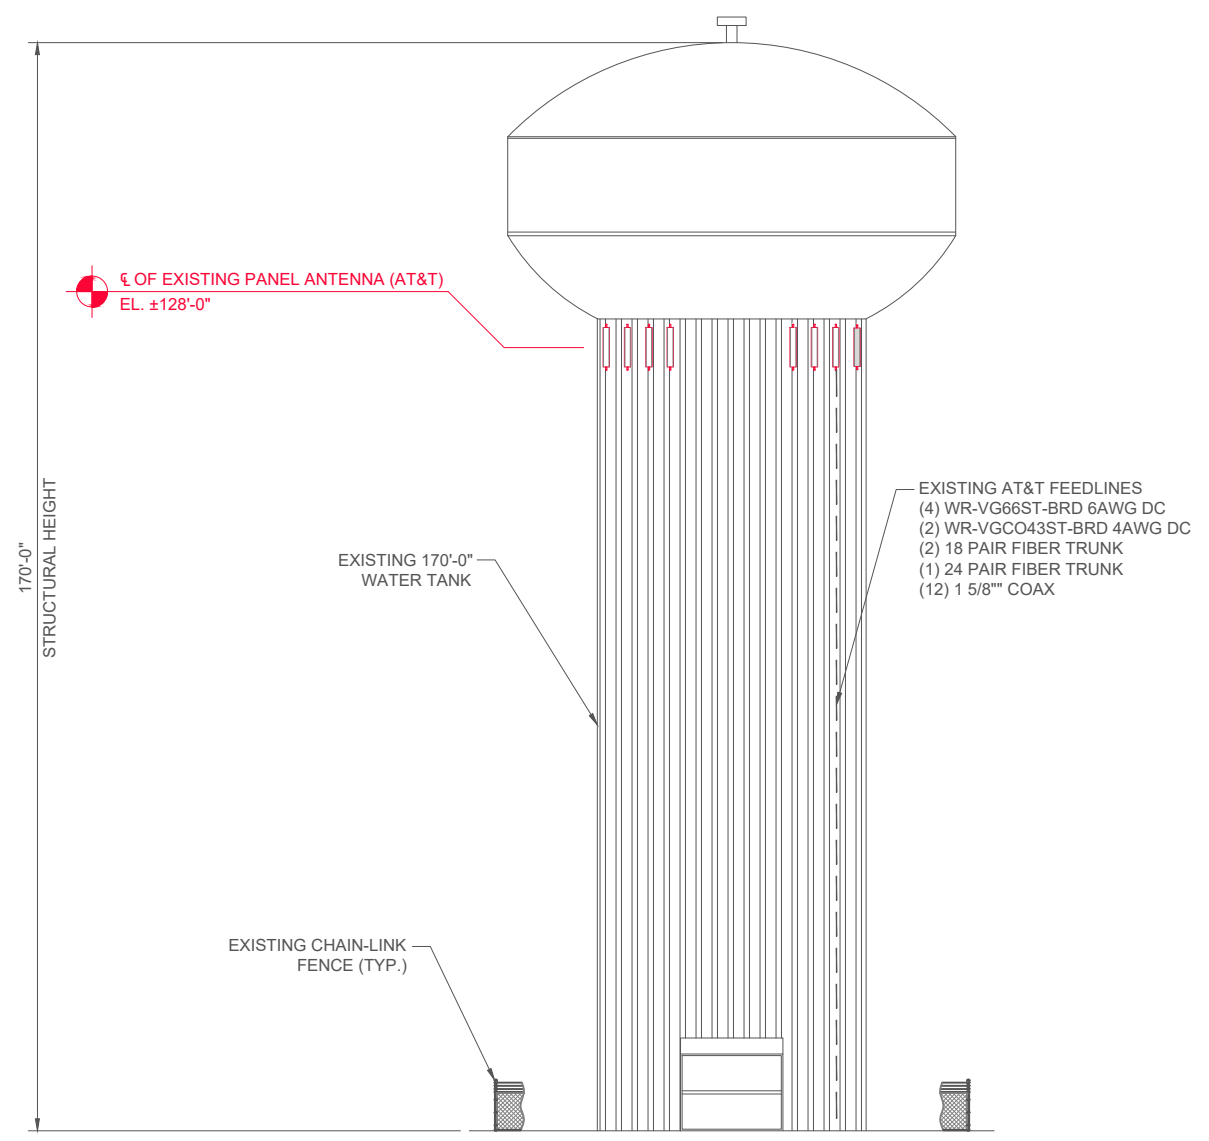 ℄ OF EXISTING PANEL ANTENNA (AT&T)
EL. ±128'-0"
170'-0"
STRUCTURAL HEIGHT
EXISTING AT&T FEEDLINES
(4) WR-VG66ST-BRD 6AWG DC
(2) WR-VGCO43ST-BRD 4AWG DC
(2) 18 PAIR FIBER TRUNK
(1) 24 PAIR FIBER TRUNK
(12) 1 5/8"" COAX
EXISTING 170'-0"
WATER TANK
EXISTING CHAIN-LINK
FENCE (TYP.)